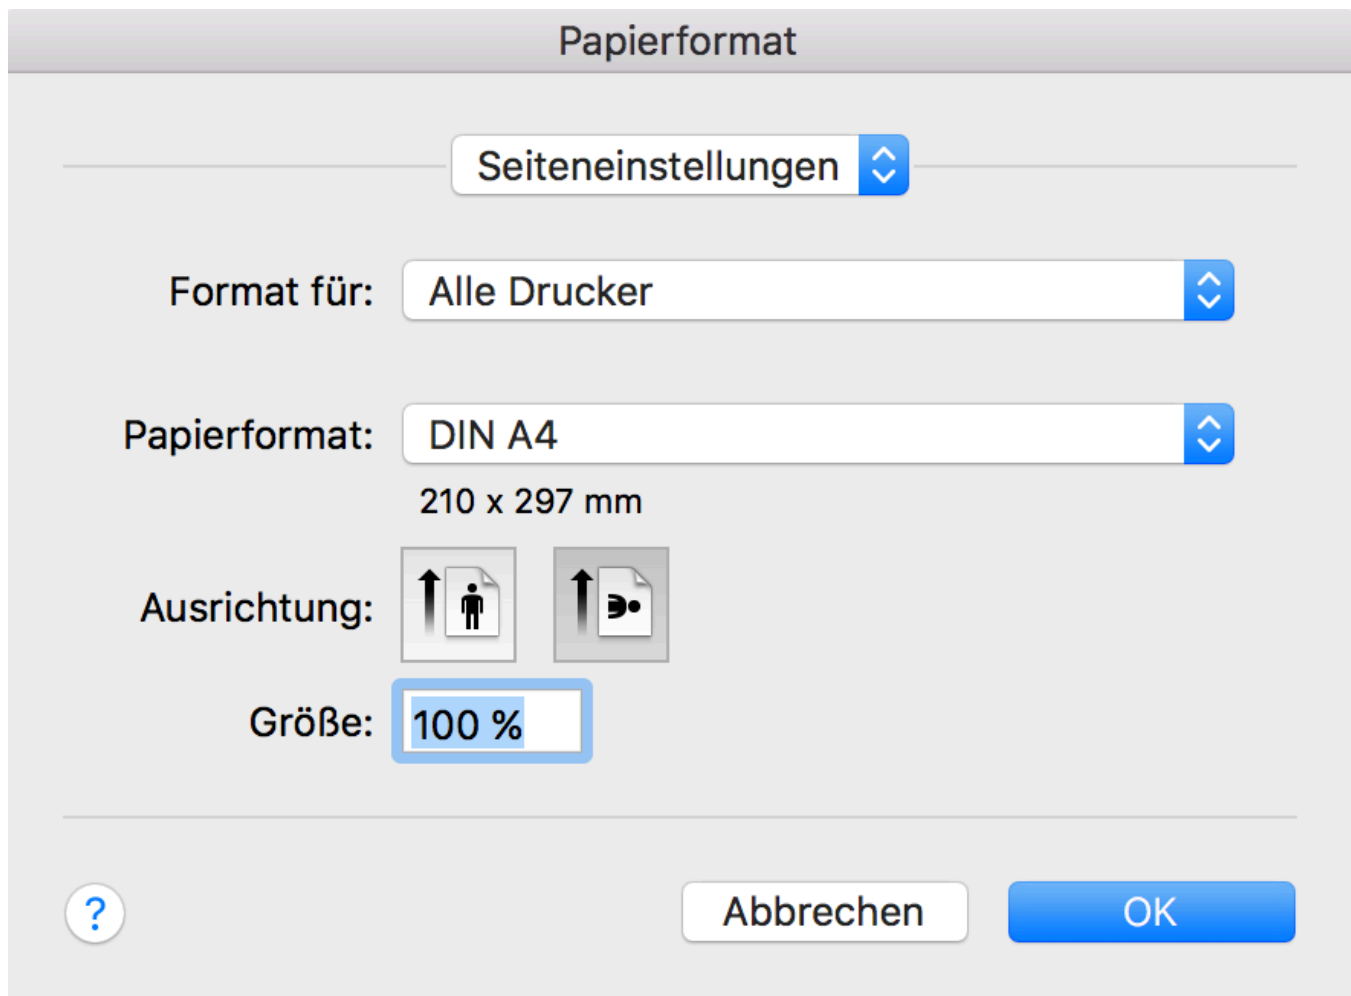 Papierformat
Seiteneinstellungen
Format für: Alle Drucker
Papierformat: DIN A4
210 x 297 mm
Ausrichtung:
Größe: 100 %
? Abbrechen OK